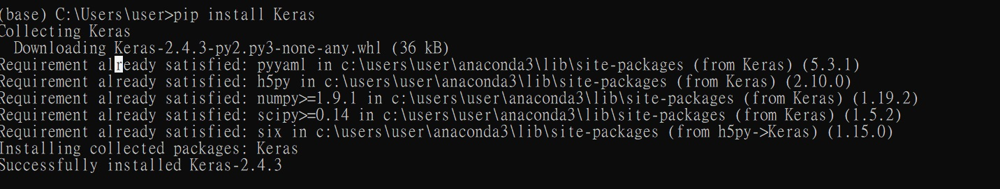 (base) C:\Users\user>pip install Keras
Collecting Keras
  Downloading Keras-2.4.3-py2.py3-none-any.whl (36 kB)
Requirement already satisfied: pyyaml in c:\users\user\anaconda3\lib\site-packages (from Keras) (5.3.1)
Requirement already satisfied: h5py in c:\users\user\anaconda3\lib\site-packages (from Keras) (2.10.0)
Requirement already satisfied: numpy>=1.9.1 in c:\users\user\anaconda3\lib\site-packages (from Keras) (1.19.2)
Requirement already satisfied: scipy>=0.14 in c:\users\user\anaconda3\lib\site-packages (from Keras) (1.5.2)
Requirement already satisfied: six in c:\users\user\anaconda3\lib\site-packages (from h5py->Keras) (1.15.0)
Installing collected packages: Keras
Successfully installed Keras-2.4.3